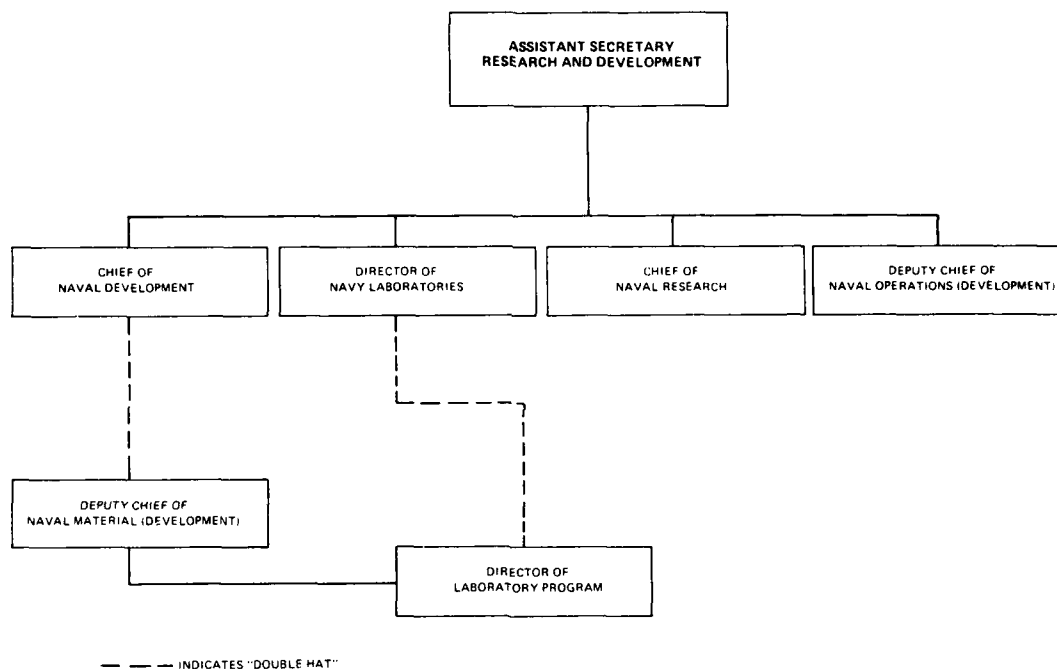 ASSISTANT SECRETARY
RESEARCH AND DEVELOPMENT
CHIEF OF
NAVAL DEVELOPMENT
DIRECTOR OF
NAVY LABORATORIES
CHIEF OF
NAVAL RESEARCH
DEPUTY CHIEF OF
NAVAL OPERATIONS (DEVELOPMENT)
DEPUTY CHIEF OF
NAVAL MATERIAL (DEVELOPMENT)
DIRECTOR OF
LABORATORY PROGRAM
INDICATES "DOUBLE HAT"